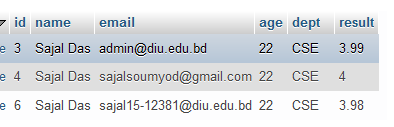 id name email age dept result
3 Sajal Das admin@diu.edu.bd 22 CSE 3.99
4 Sajal Das sajalsoumyod@gmail.com 22 CSE 4
6 Sajal Das sajal15-12381@diu.edu.bd 22 CSE 3.98